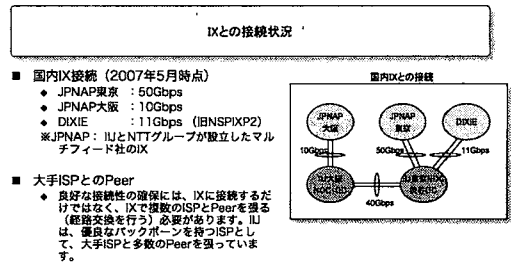 IXとの接続状況
■ 国内IX接続（2007年5月時点）
◆ JPNAP東京 ：50Gbps
◆ JPNAP大阪 ：10Gbps
◆ DIXIE ：11Gbps （旧NSPIXP2）
※JPNAP： IIJとNTTグループが設立したマル
チフィード社のIX
■ 大手ISPとのPeer
◆ 良好な接続性の確保には、IXに接続するだ
けではなく、IXで複数のISPとPeerを張る
（経路交換を行う）必要があります。IIJ
は、優良なバックボーンを持つISPとし
て、大手ISPと多数のPeerを張っていま
す。
国内IXとの接続
JPNAP
大阪
JPNAP
東京
DIXIE
10Gbps
50Gbps
11Gbps
IIJ大阪
40Gbps